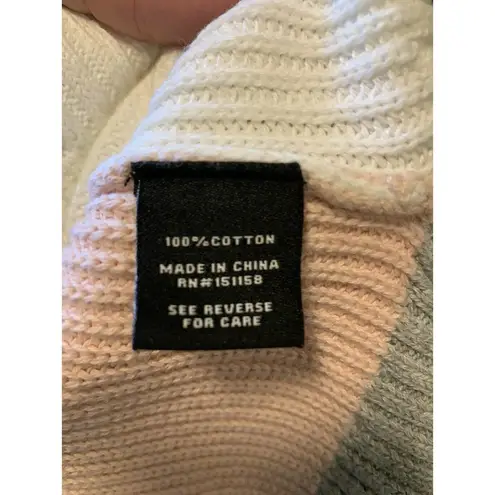 100%COTTON
MADE IN CHINA
RN#151158
SEE REVERSE
FOR CARE